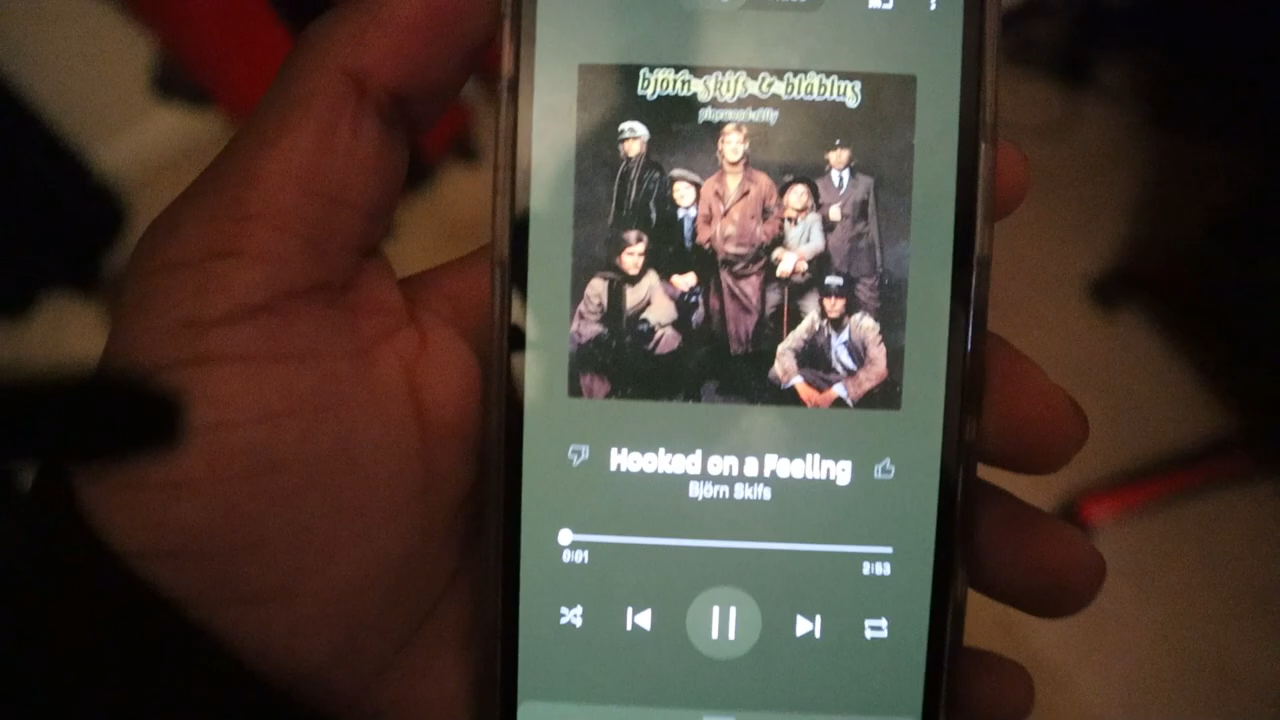 björn skifs & blåblus
Hooked on a Feeling
Björn Skifs
0:01
2:53